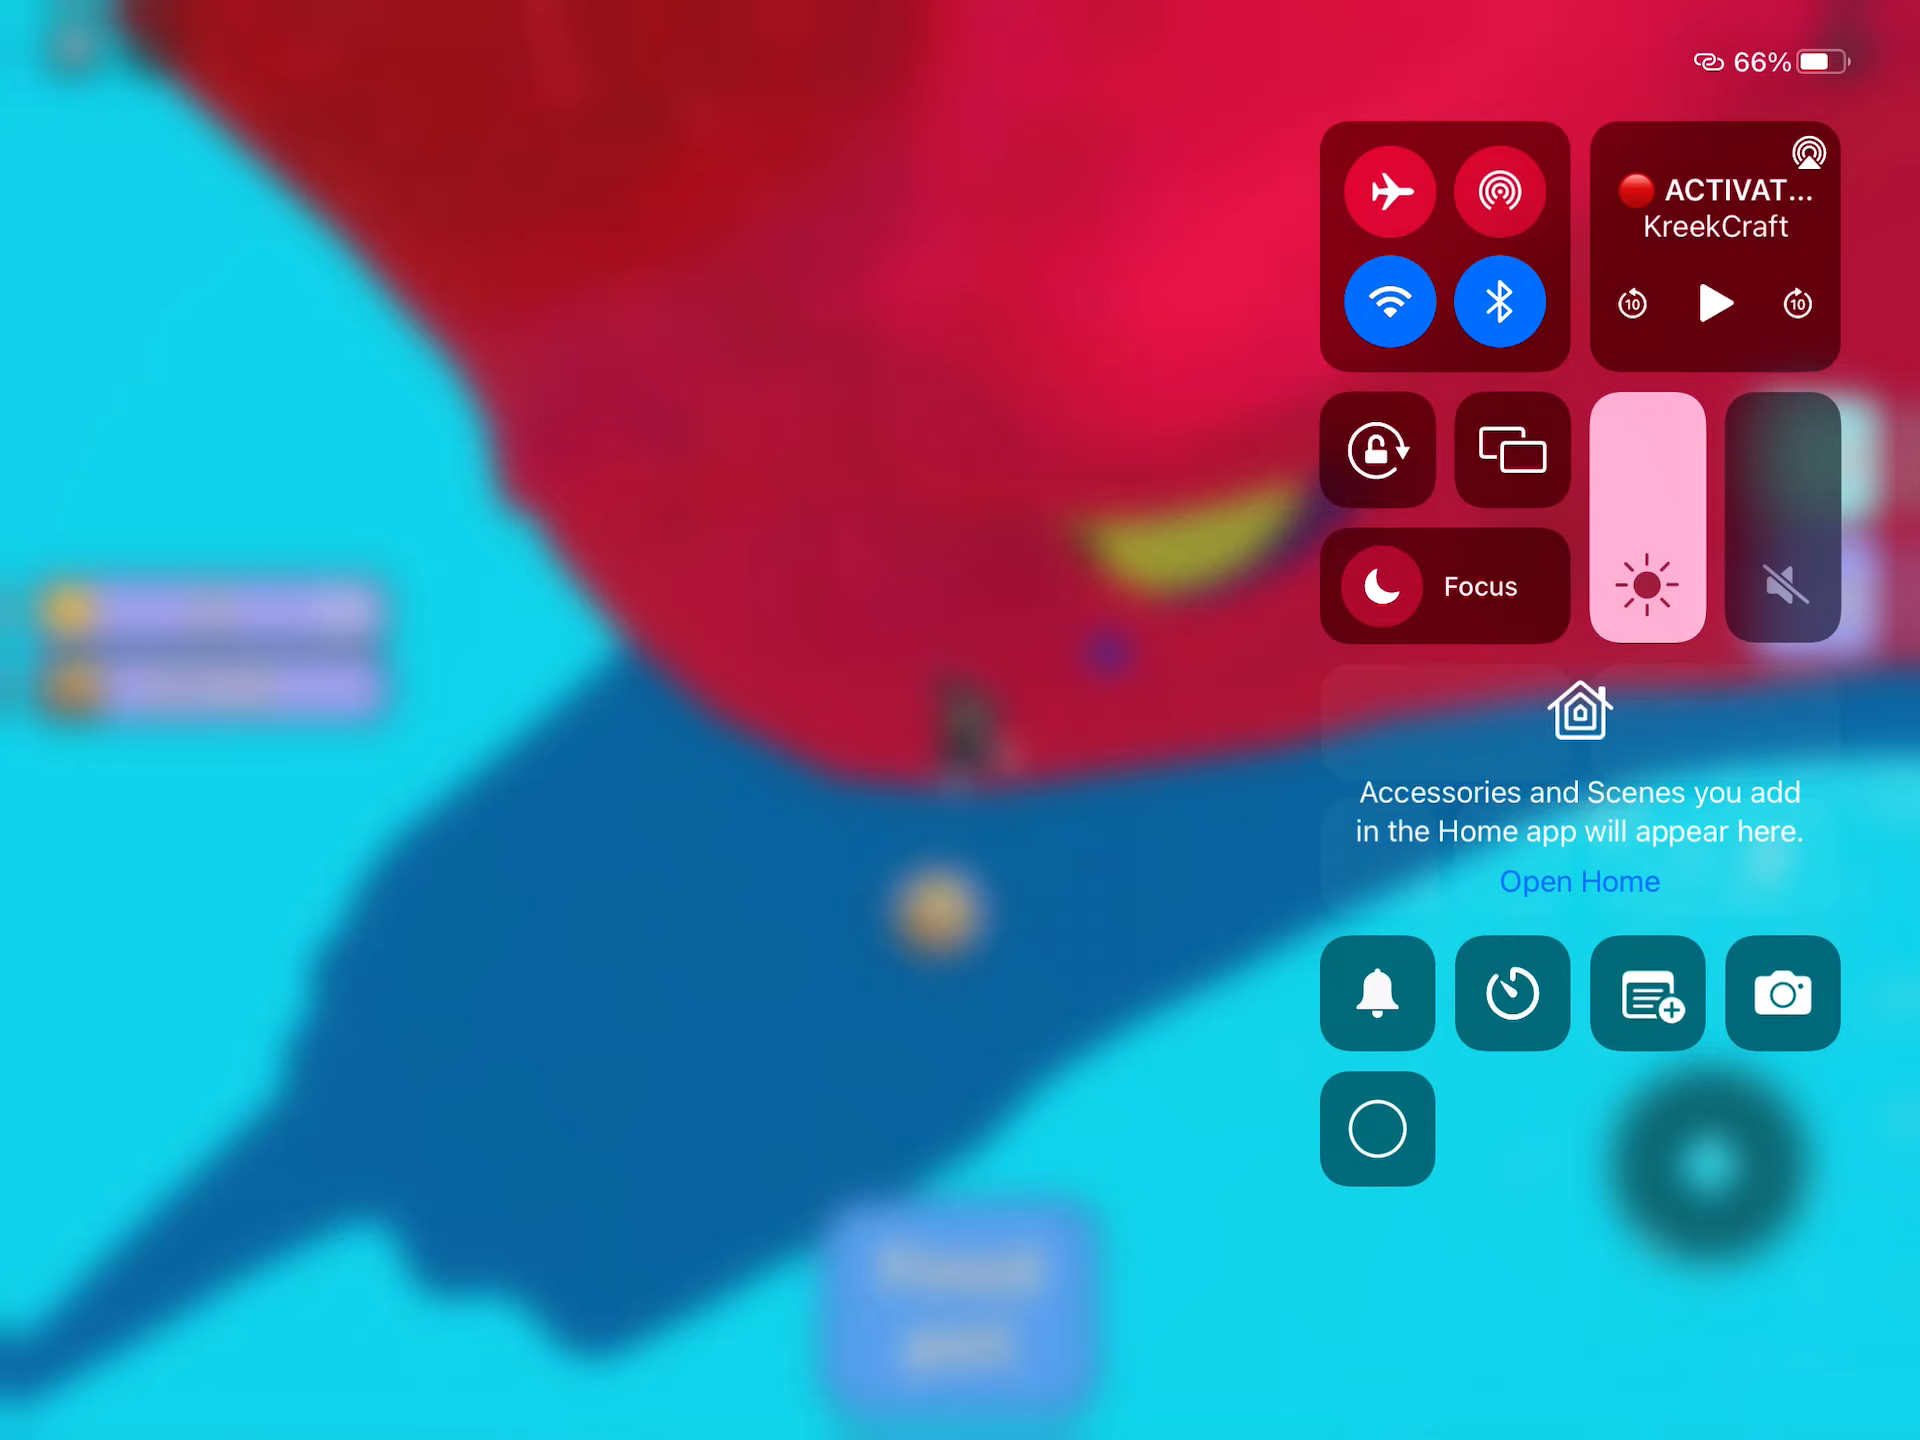 66%
🔴 ACTIVAT...
KreekCraft
10
10
Focus
Accessories and Scenes you add
in the Home app will appear here.
Open Home